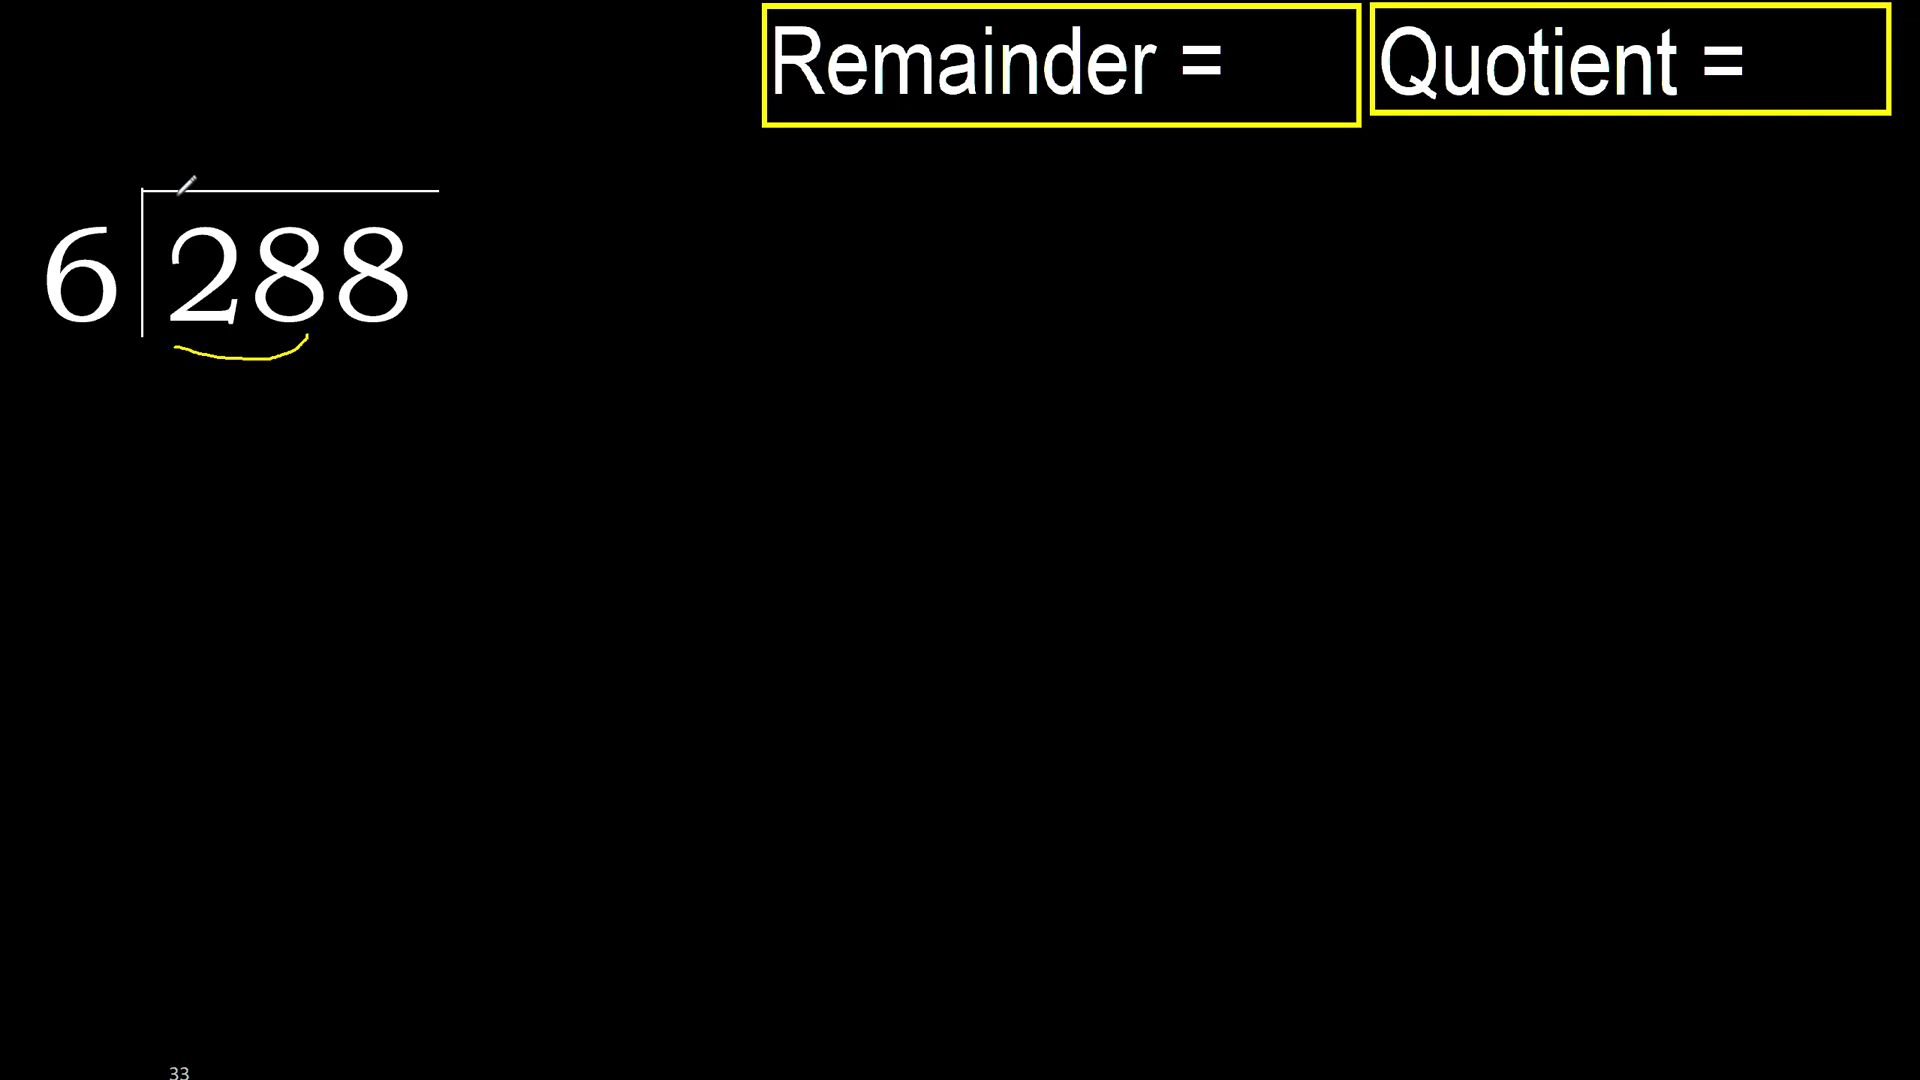 Remainder = Quotient =
6 288
33